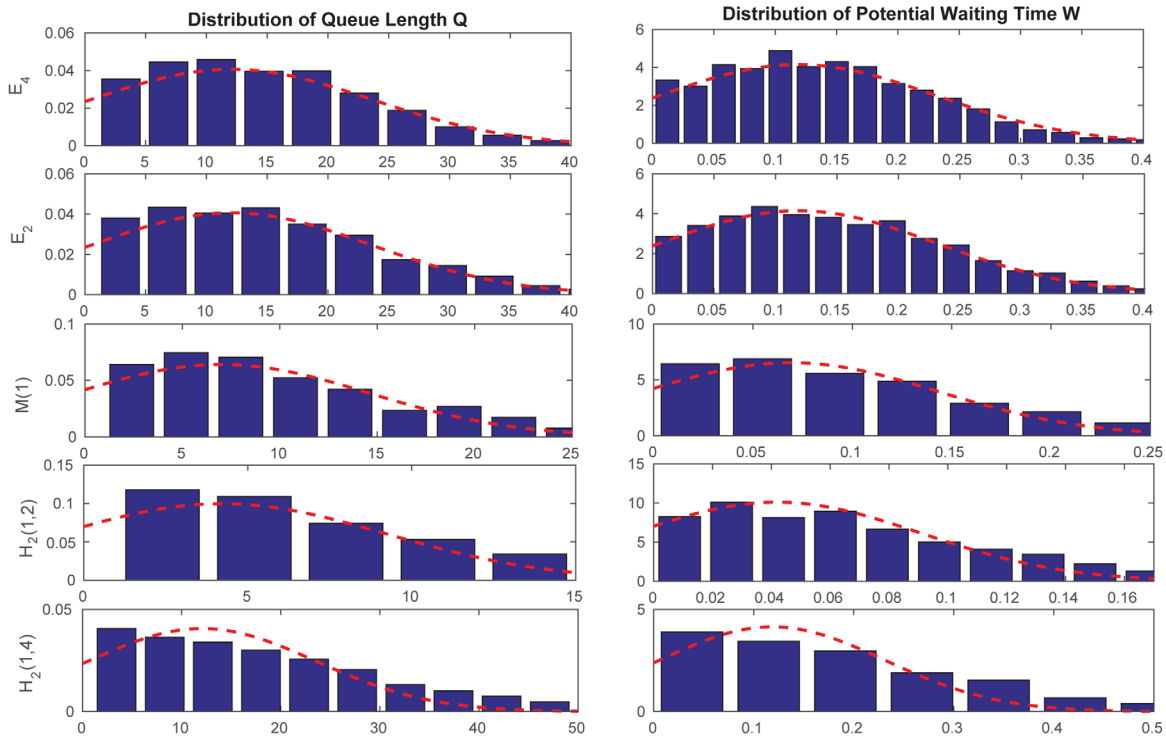 Distribution of Queue Length Q
Distribution of Potential Waiting Time W
E4
0.06
0.04
0.02
0
0 5 10 15 20 25 30 35 40
6
4
2
0
0 0.05 0.1 0.15 0.2 0.25 0.3 0.35 0.4
E2
0.06
0.04
0.02
0
0 5 10 15 20 25 30 35 40
6
4
2
0
0 0.05 0.1 0.15 0.2 0.25 0.3 0.35 0.4
M(1)
0.1
0.05
0
0 5 10 15 20 25
10
5
0
0 0.05 0.1 0.15 0.2 0.25
H2(1,2)
0.15
0.1
0.05
0
0 5 10 15
15
10
5
0
0 0.02 0.04 0.06 0.08 0.1 0.12 0.14 0.16
H2(1,4)
0.05
0
0 10 20 30 40 50
5
0
0 0.1 0.2 0.3 0.4 0.5